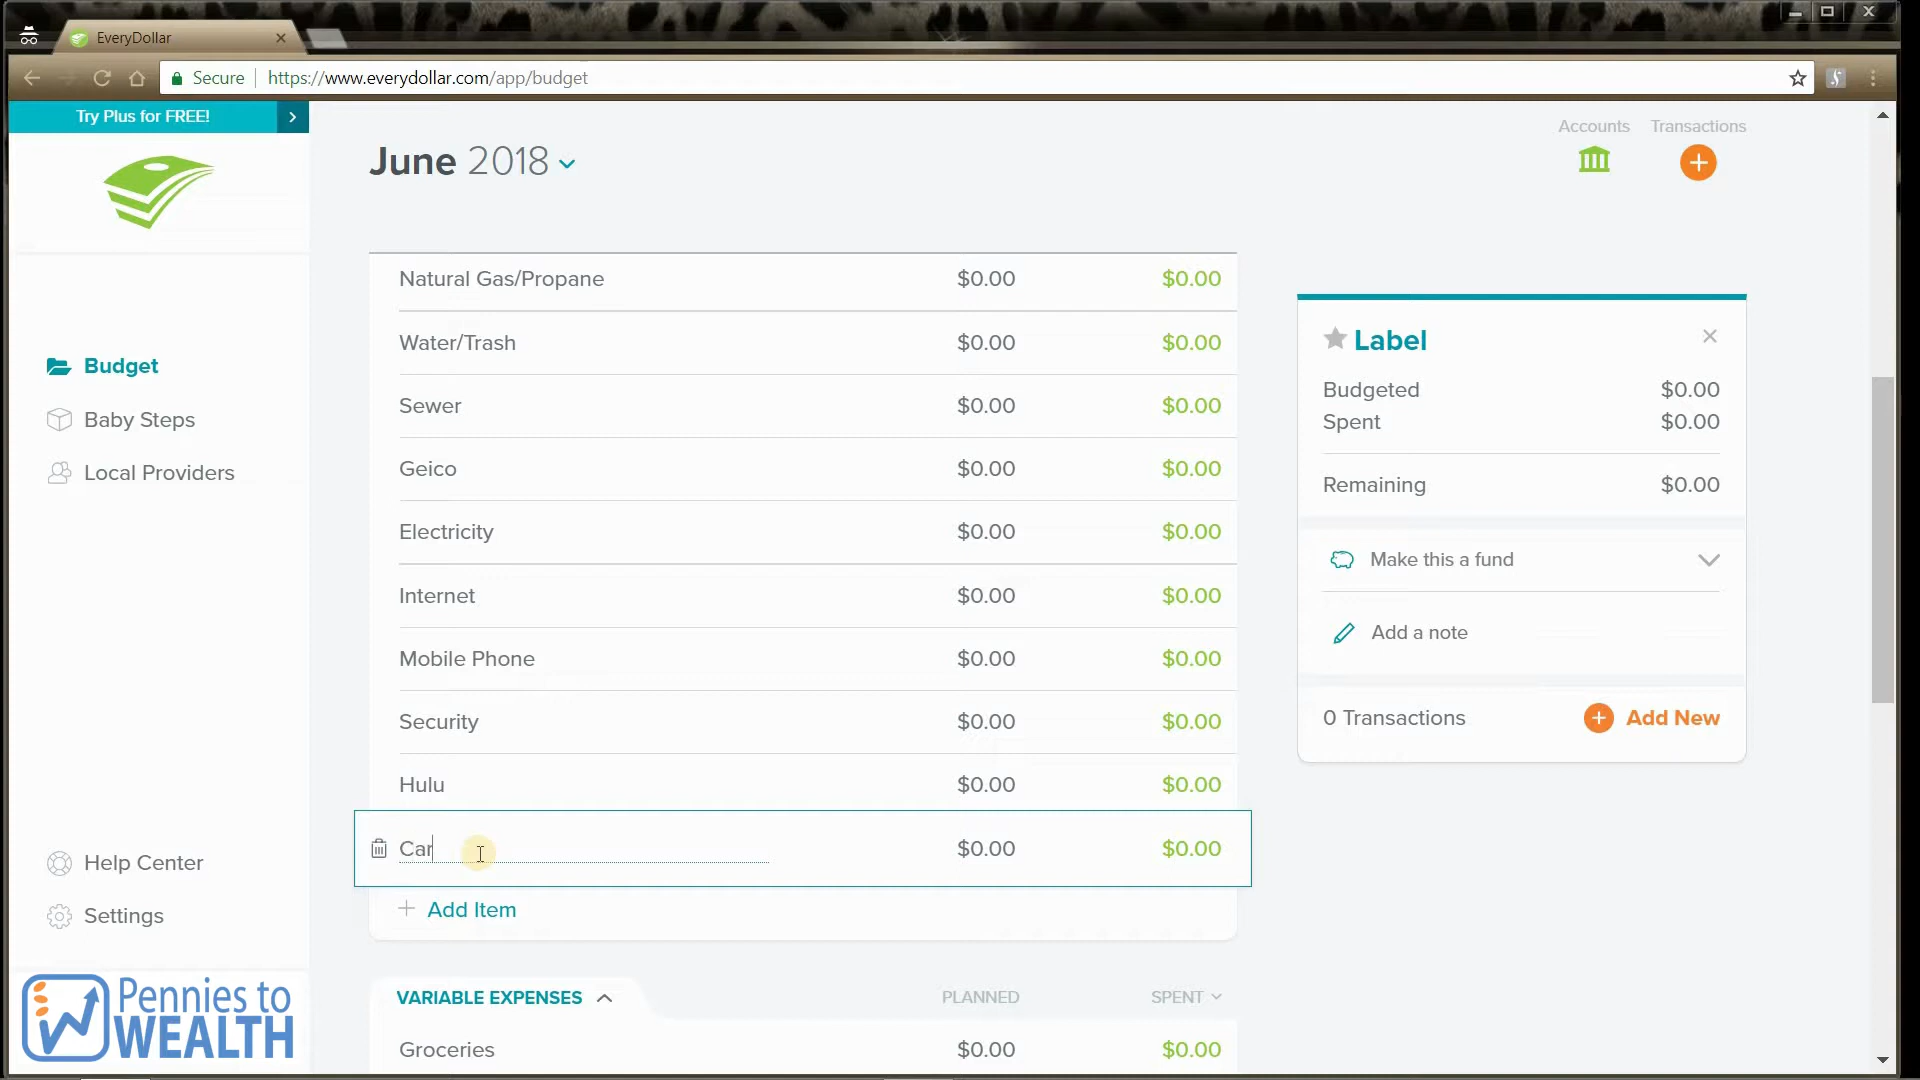 EveryDollar
Secure https://www.everydollar.com/app/budget
Try Plus for FREE!
June 2018
Accounts Transactions
Natural Gas/Propane $0.00 $0.00
Water/Trash $0.00 $0.00
Sewer $0.00 $0.00
Geico $0.00 $0.00
Electricity $0.00 $0.00
Internet $0.00 $0.00
Mobile Phone $0.00 $0.00
Security $0.00 $0.00
Hulu $0.00 $0.00
Car $0.00 $0.00
Add Item
VARIABLE EXPENSES PLANNED SPENT
Groceries $0.00 $0.00
Label
Budgeted $0.00
Spent $0.00
Remaining $0.00
Make this a fund
Add a note
0 Transactions Add New
Budget
Baby Steps
Local Providers
Help Center
Settings
Pennies to
WEALTH